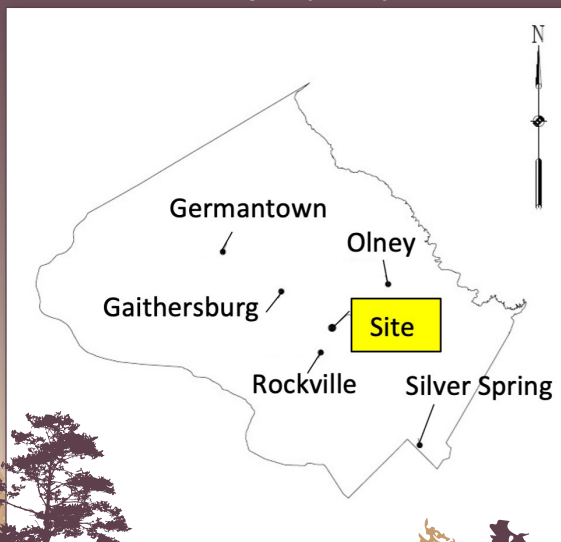 N
Germantown
Olney
Gaithersburg
Site
Rockville
Silver Spring